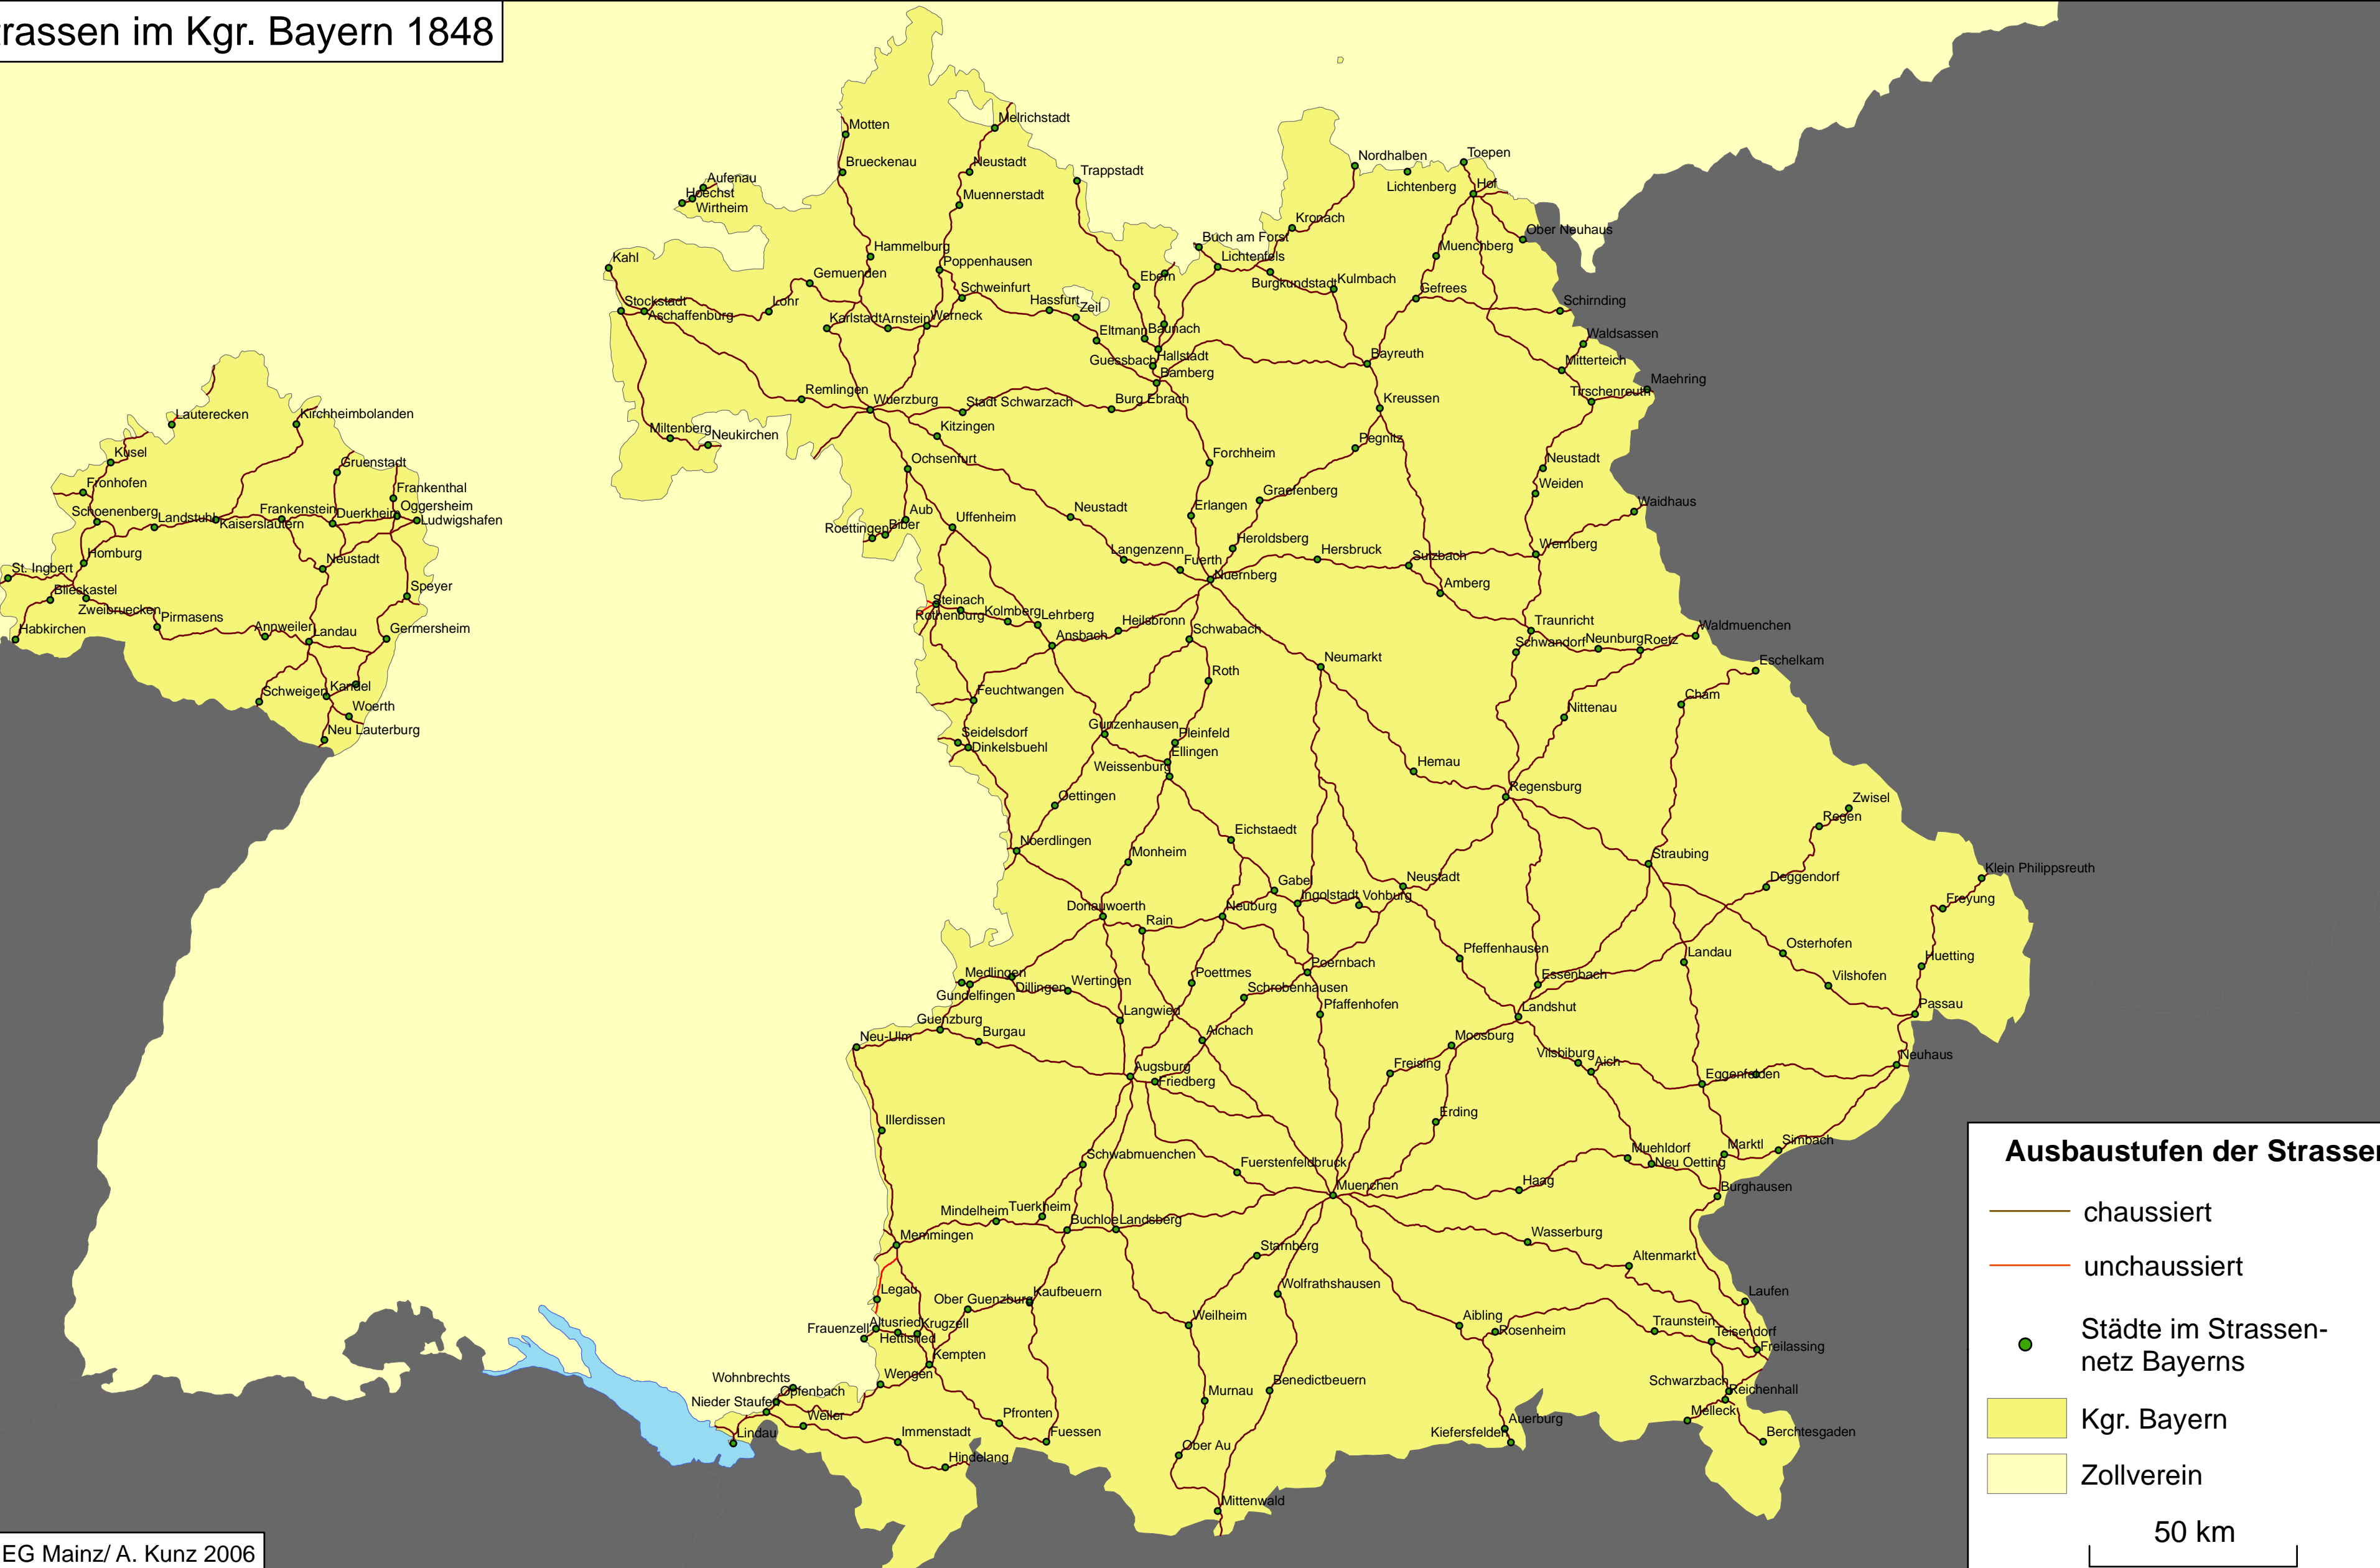 trassen im Kgr. Bayern 1848
Motten
Melrichstadt
Brueckenau
Neustadt
Trappstadt
Nordhalben
Toepen
Aufenau
Hoechst
Wirtheim
Muennerstadt
Lichtenberg
Hof
Kronach
Buch am Forst
Ober Neuhaus
Muenchberg
Kahl
Hammelburg
Poppenhausen
Lichtenfels
Gemuenden
Ebern
Burgkundstadt
Kulmbach
Schweinfurt
Gefrees
Stockstadt
Aschaffenburg
Lohr
Hassfurt
Zeil
Schirnding
Karlstadt
Arnstein
Werneck
Eltmann
Baunach
Waldsassen
Guessbach
Hallstadt
Bayreuth
Mitterteich
Bamberg
Maehring
Remlingen
Wuerzburg
Stadt Schwarzach
Burg Ebrach
Kreussen
Tirschenreuth
Lauterecken
Kirchheimbolanden
Miltenberg
Neukirchen
Kitzingen
Pegnitz
Kusel
Gruenstadt
Ochsenfurt
Forchheim
Neustadt
Fronhofen
Frankenthal
Graefenberg
Weiden
Schoenenberg
Landstuhl
Kaiserslautern
Frankenstein
Duerkheim
Oggersheim
Ludwigshafen
Aub
Uffenheim
Neustadt
Erlangen
Waidhaus
Roettingen
Biber
Homburg
Neustadt
Langenzenn
Fuerth
Heroldsberg
Hersbruck
Sulzbach
Wernberg
St. Ingbert
Nuernberg
Amberg
Blieskastel
Zweibruecken
Speyer
Steinach
Rothenburg
Kolmberg
Lehrberg
Habkirchen
Pirmasens
Annweiler
Landau
Germersheim
Ansbach
Heilsbronn
Schwabach
Traunricht
Waldmuenchen
Schwandorf
Neunburg
Roetz
Neumarkt
Eschelkam
Roth
Schweigen
Kandel
Feuchtwangen
Cham
Woerth
Nittenau
Neu Lauterburg
Seidelsdorf
Dinkelsbuehl
Gunzenhausen
Pleinfeld
Ellingen
Weissenburg
Hemau
Regensburg
Oettingen
Zwisel
Regen
Noerdlingen
Eichstaedt
Monheim
Straubing
Klein Philippsreuth
Gabel
Neustadt
Deggendorf
Donauwoerth
Rain
Neuburg
Ingolstadt
Vohburg
Freyung
Pfeffenhausen
Osterhofen
Landau
Huetting
Medlingen
Gundelfingen
Dillingen
Wertingen
Poettmes
Poernbach
Essenbach
Vilshofen
Schrobenhausen
Pfaffenhofen
Landshut
Passau
Guenzburg
Langwied
Neu-Ulm
Burgau
Aichach
Moosburg
Vilsbiburg
Aich
Neuhaus
Augsburg
Friedberg
Freising
Eggenfelden
Illerdissen
Erding
Schwabmuenchen
Fuerstenfeldbruck
Muehldorf
Neu Oetting
Marktl
Simbach
Muenchen
Haag
Burghausen
Mindelheim
Tuerkheim
Buchloe
Landsberg
Memmingen
Starnberg
Wasserburg
Altenmarkt
Legau
Ober Guenzburg
Kaufbeuern
Wolfrathshausen
Laufen
Frauenzell
Altusried
Hettisried
Krugzell
Weilheim
Aibling
Rosenheim
Traunstein
Teisendorf
Freilassing
Kempten
Wohnbrechts
Opfenbach
Nieder Staufen
Wengen
Murnau
Benedictbeuern
Schwarzbach
Reichenhall
Lindau
Weiler
Pfronten
Fuessen
Immenstadt
Auerburg
Kiefersfelden
Melleck
Berchtesgaden
Ober Au
Hindelang
Mittenwald
Ausbaustufen der Strassen
chaussiert
unchaussiert
Städte im Strassen-
netz Bayerns
Kgr. Bayern
Zollverein
50 km
EG Mainz/ A. Kunz 2006